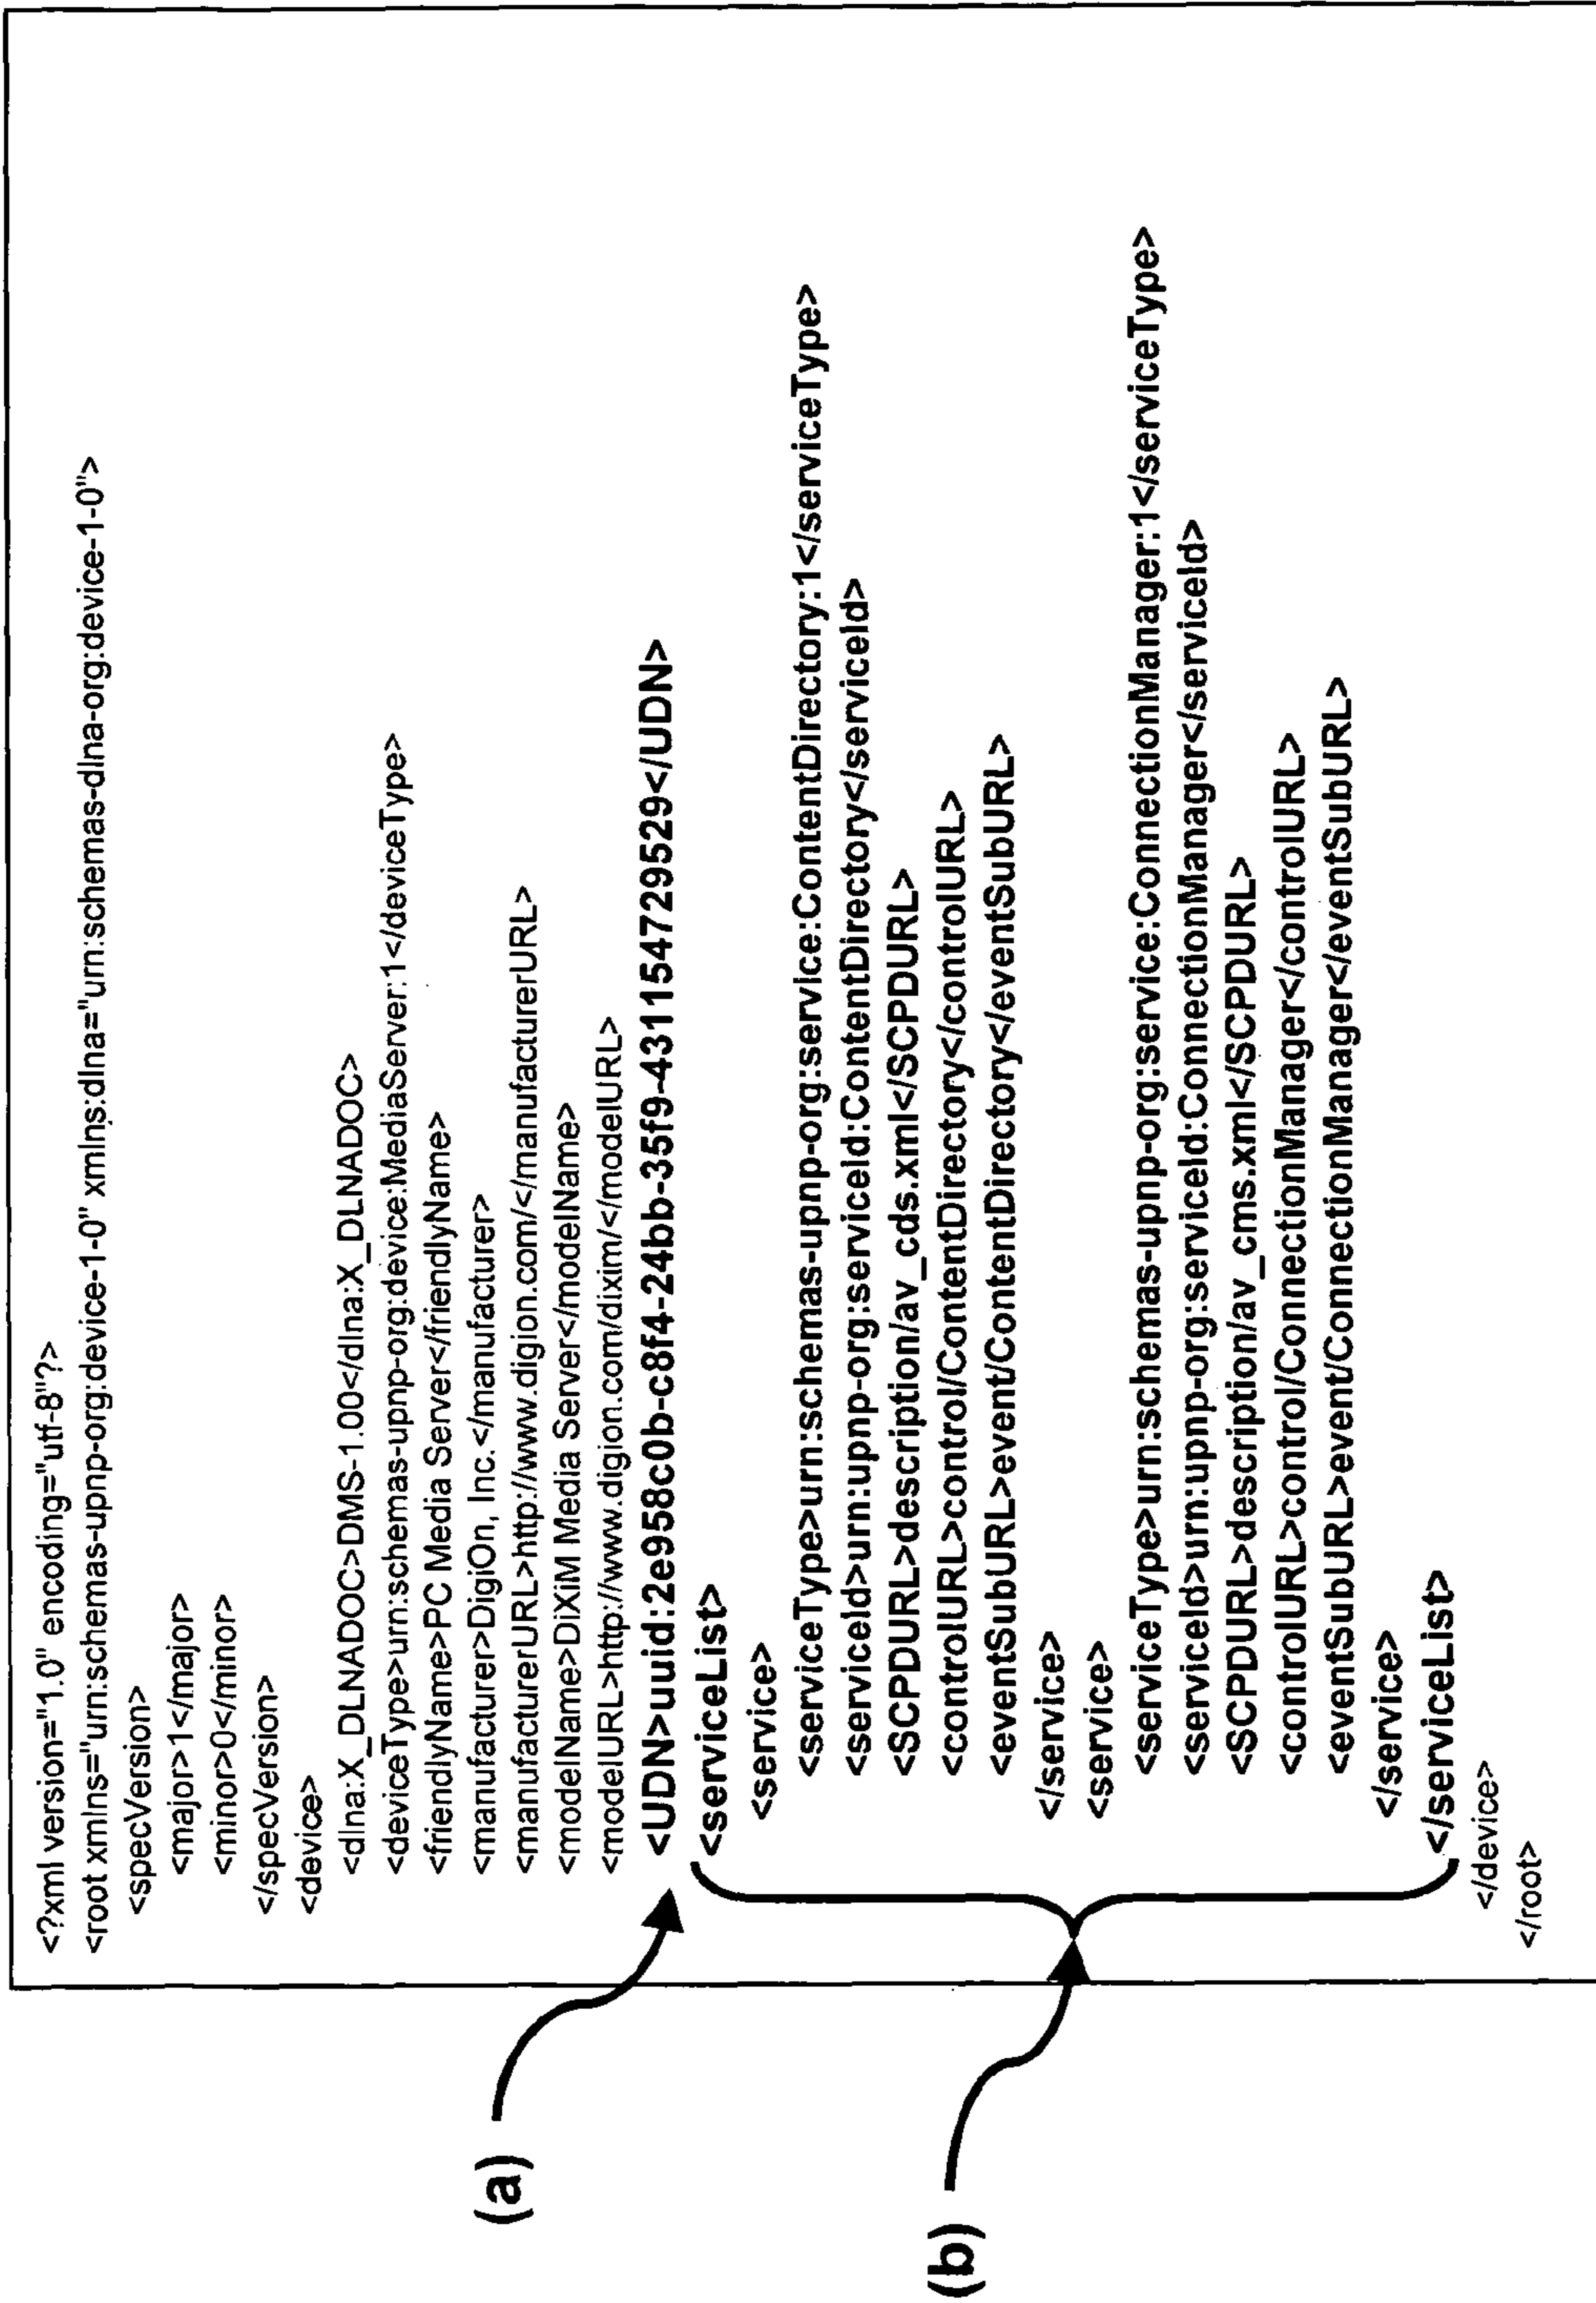 <?xml version="1.0" encoding="utf-8"?>
<root xmlns="urn:schemas-upnp-org:device-1-0" xmlns:dlna="urn:schemas-dlna-org:device-1-0">
<specVersion>
<major>1</major>
<minor>0</minor>
</specVersion>
<device>
<dlna:X_DLNADOC>DMS-1.00</dlna:X_DLNADOC>
<deviceType>urn:schemas-upnp-org:device:MediaServer:1</deviceType>
<friendlyName>PC Media Server</friendlyName>
<manufacturer>DigiOn, Inc.</manufacturer>
<manufacturerURL>http://www.digion.com/</manufacturerURL>
<modelName>DiXiM Media Server</modelName>
<modelURL>http://www.digion.com/dixim/</modelURL>
(a) <UDN>uuid:2e958c0b-c8f4-24bb-35f9-431154729529</UDN>
<serviceList>
<service>
<serviceType>urn:schemas-upnp-org:service:ContentDirectory:1</serviceType>
<serviceId>urn:upnp-org:serviceId:ContentDirectory</serviceId>
<SCPDURL>description/av_cds.xml</SCPDURL>
<controlURL>control/ContentDirectory</controlURL>
<eventSubURL>event/ContentDirectory</eventSubURL>
(b) </service>
<service>
<serviceType>urn:schemas-upnp-org:service:ConnectionManager:1</serviceType>
<serviceId>urn:upnp-org:serviceId:ConnectionManager</serviceId>
<SCPDURL>description/av_cms.xml</SCPDURL>
<controlURL>control/ConnectionManager</controlURL>
<eventSubURL>event/ConnectionManager</eventSubURL>
</service>
</serviceList>
</device>
</root>